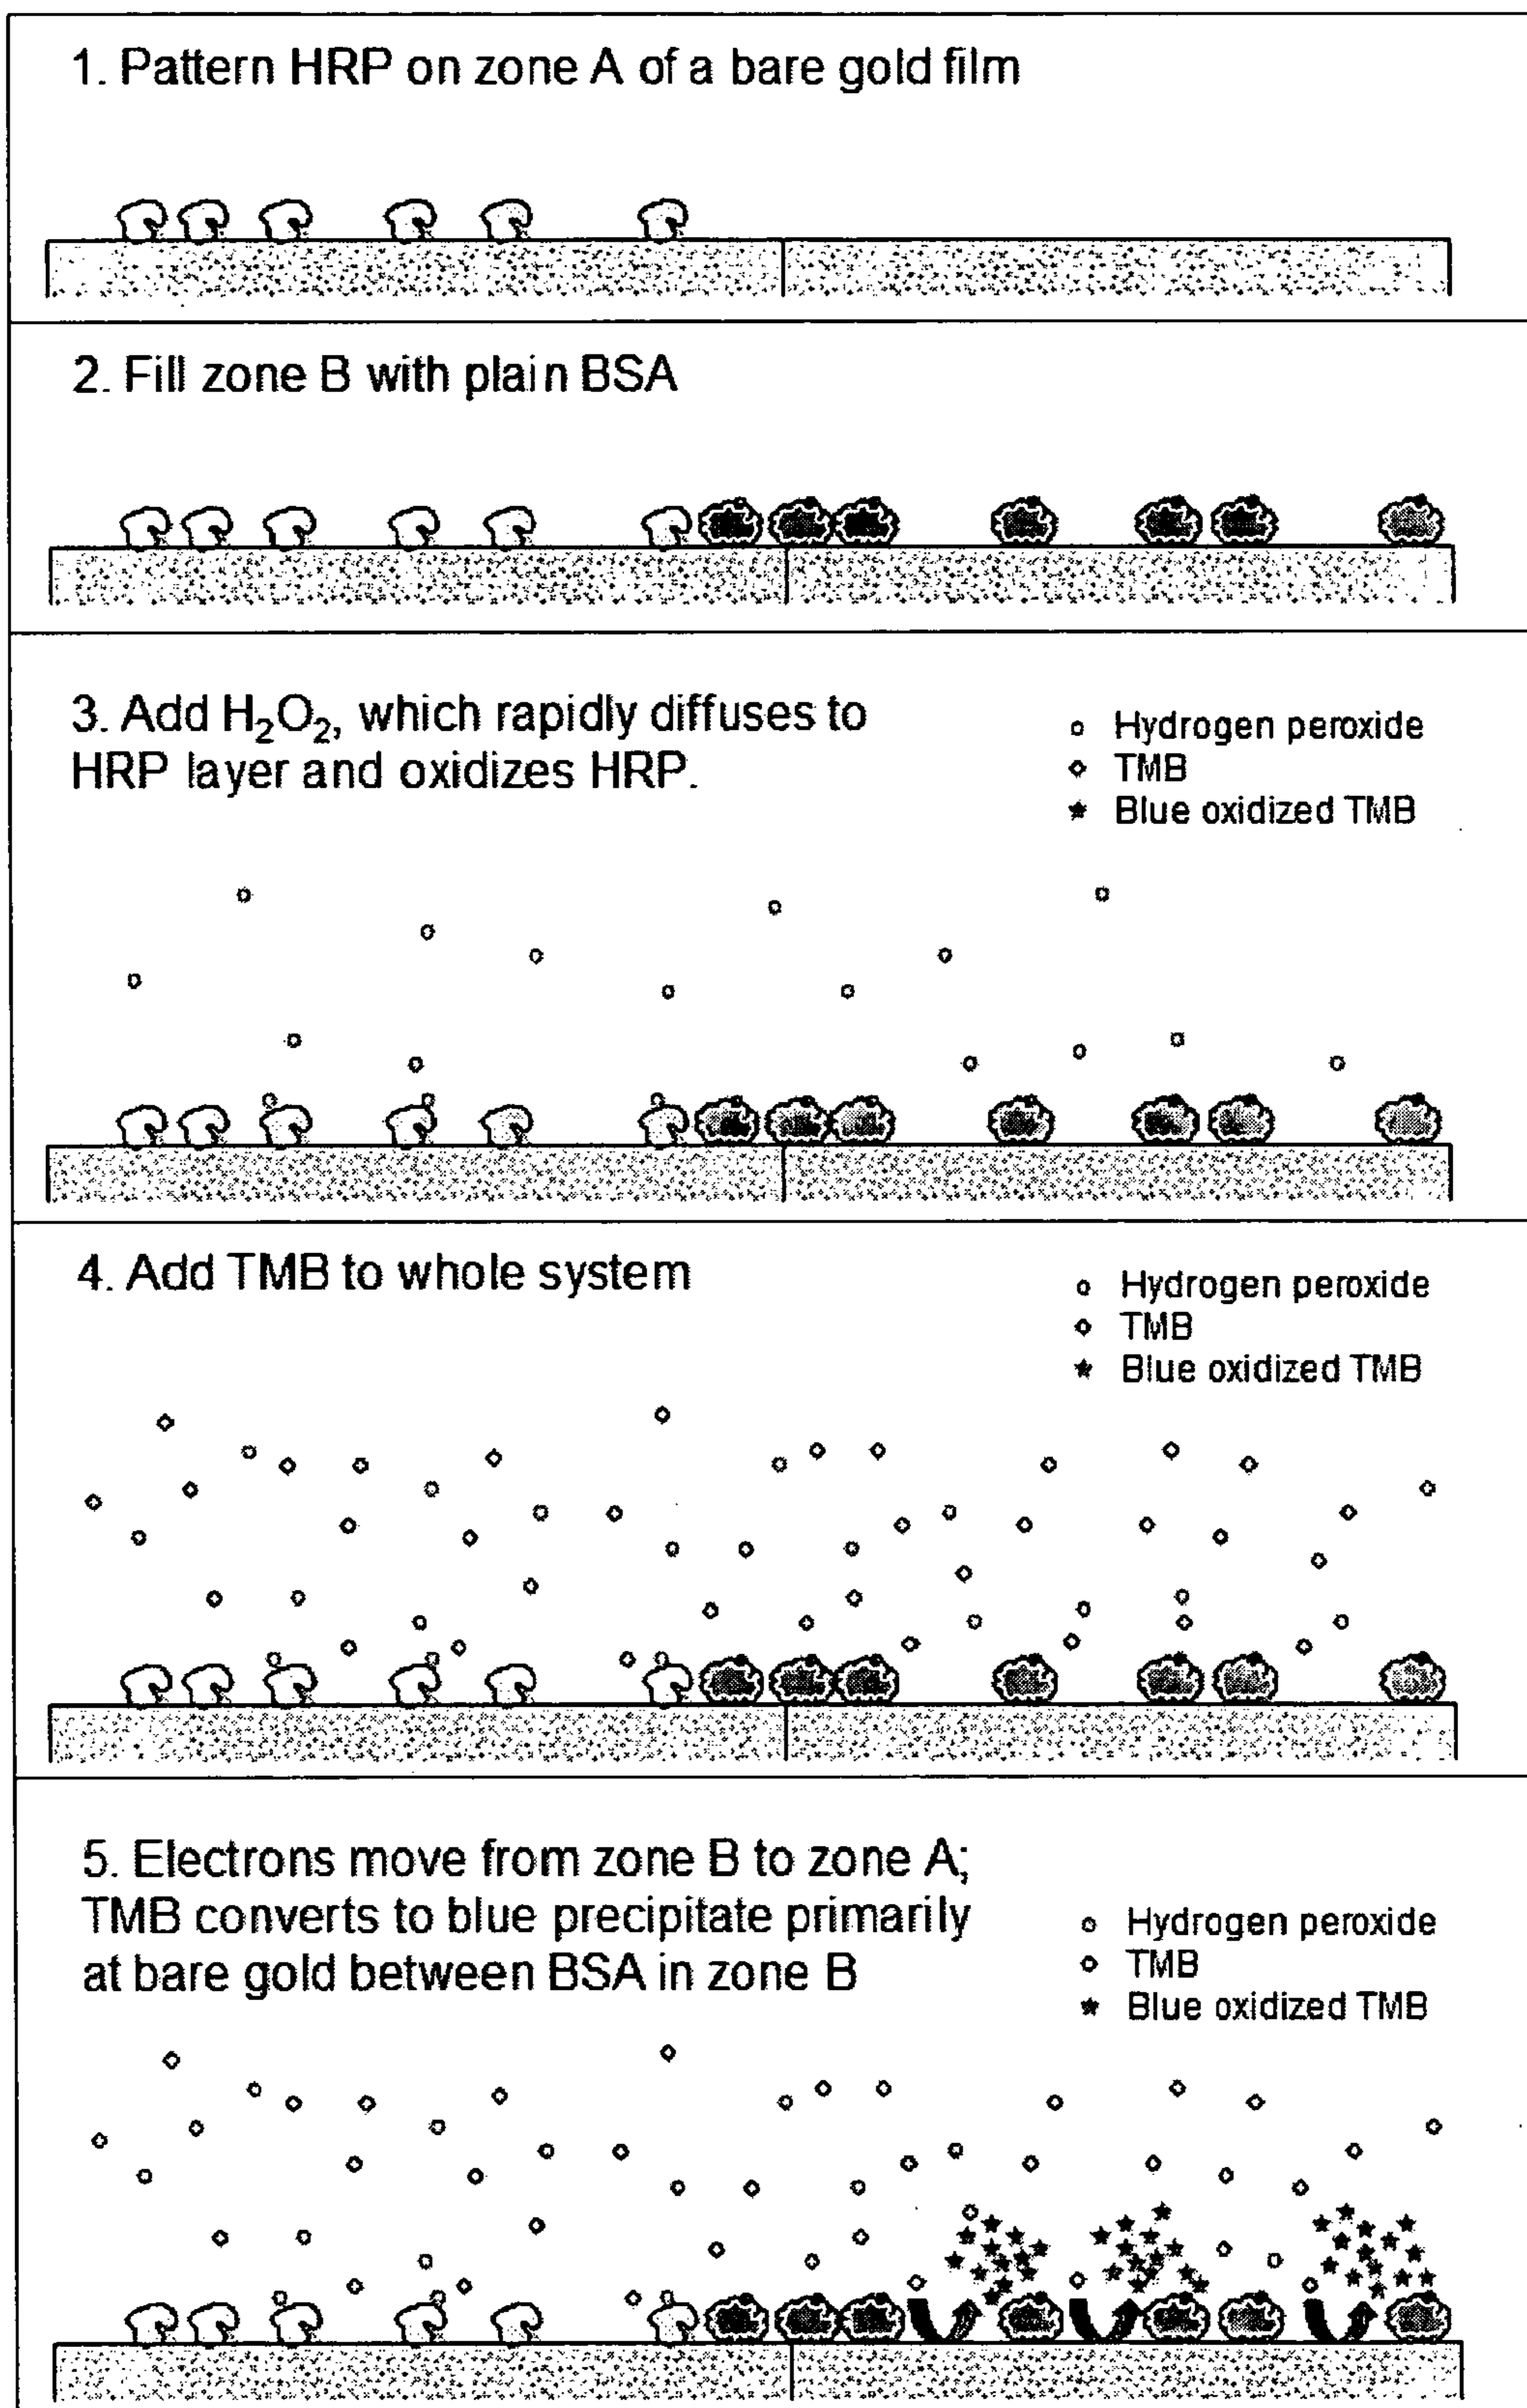 1. Pattern HRP on zone A of a bare gold film
2. Fill zone B with plain BSA
3. Add H₂O₂, which rapidly diffuses to
HRP layer and oxidizes HRP.
Hydrogen peroxide
TMB
Blue oxidized TMB
4. Add TMB to whole system
Hydrogen peroxide
TMB
Blue oxidized TMB
5. Electrons move from zone B to zone A;
TMB converts to blue precipitate primarily
at bare gold between BSA in zone B
Hydrogen peroxide
TMB
Blue oxidized TMB